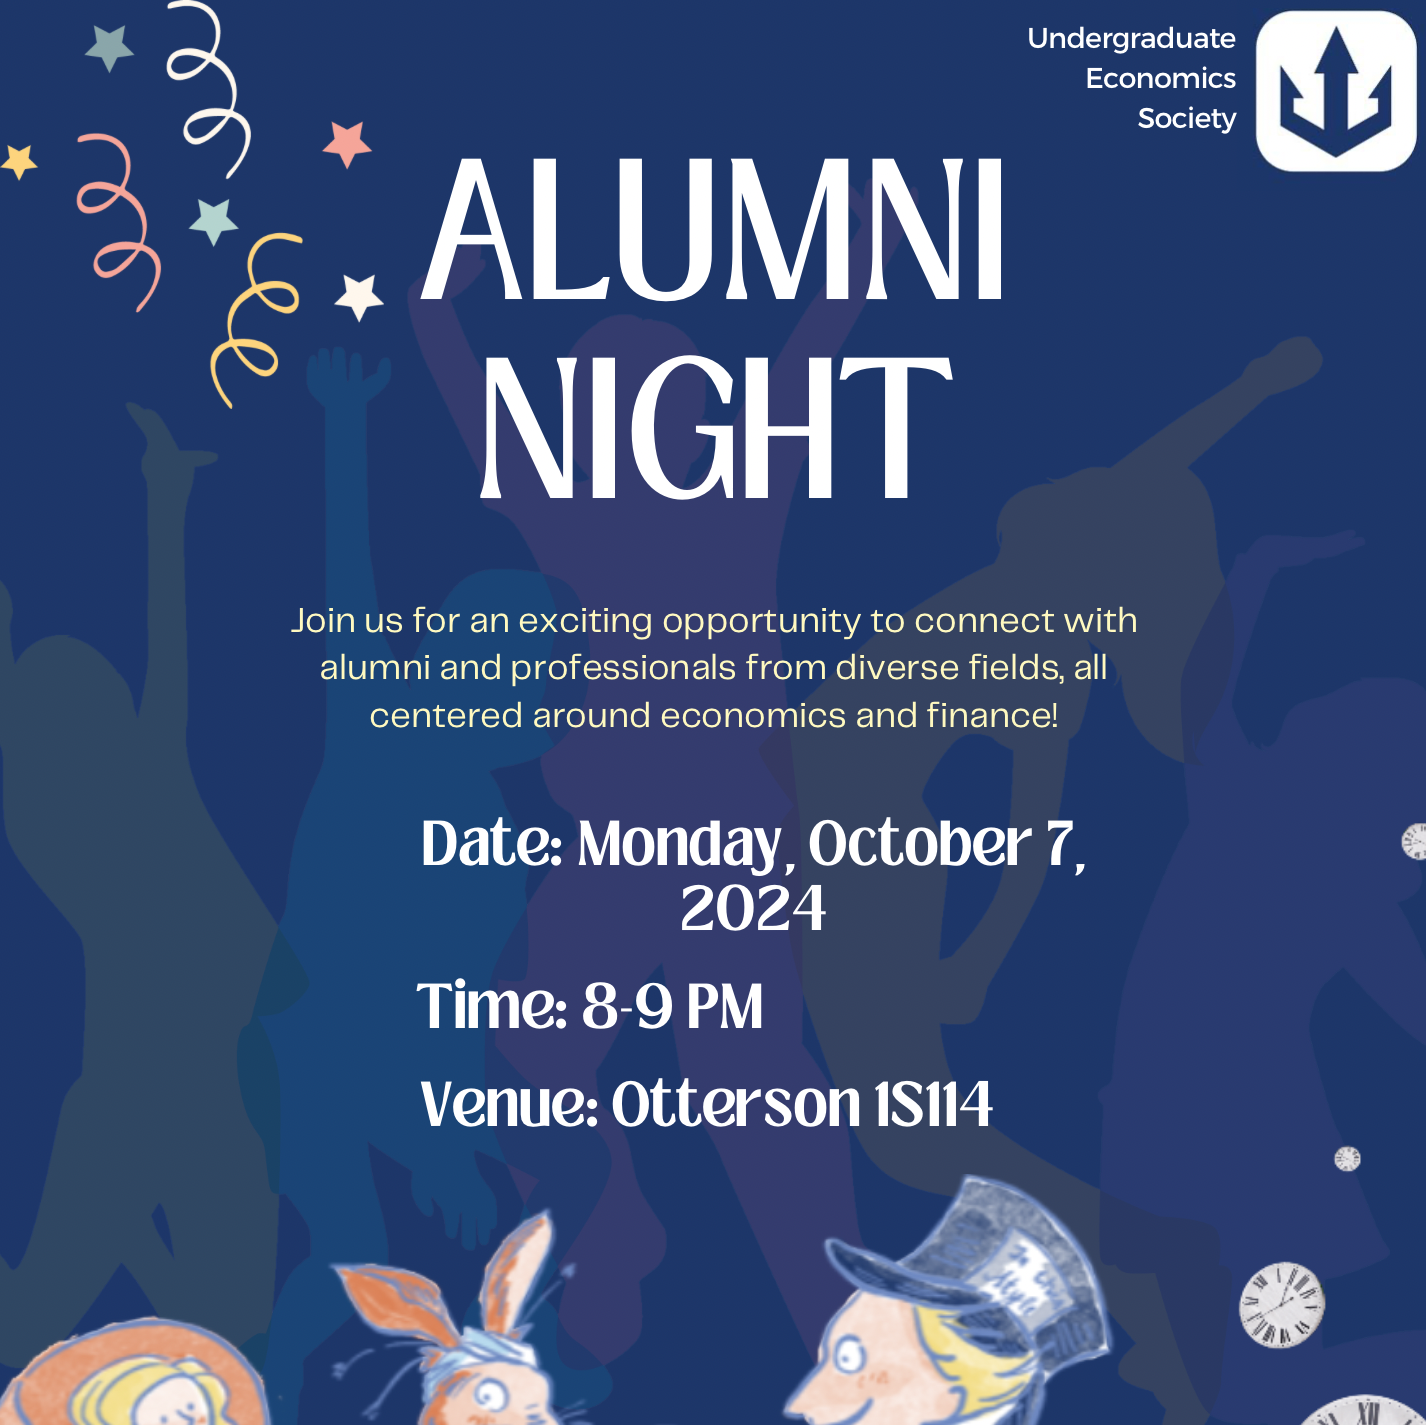 Undergraduate
Economics
Society
ALUMNI
NIGHT
Join us for an exciting opportunity to connect with
alumni and professionals from diverse fields, all
centered around economics and finance!
Date: Monday, October 7,
2024
Time: 8-9 PM
Venue: Otterson 1S114